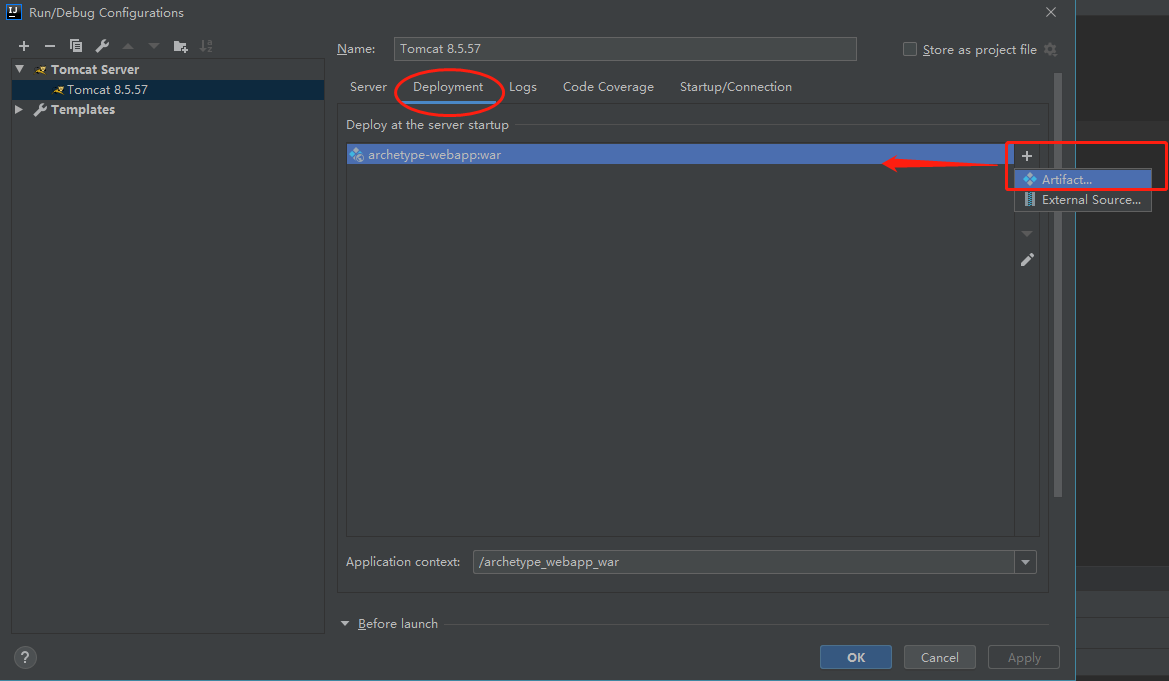 Run/Debug Configurations
Name: Tomcat 8.5.57 Store as project file
Tomcat Server
Tomcat 8.5.57
Templates
Server Deployment Logs Code Coverage Startup/Connection
Deploy at the server startup
archetype-webapp:war
Artifact...
External Source...
Application context: /archetype_webapp_war
Before launch
? OK Cancel Apply